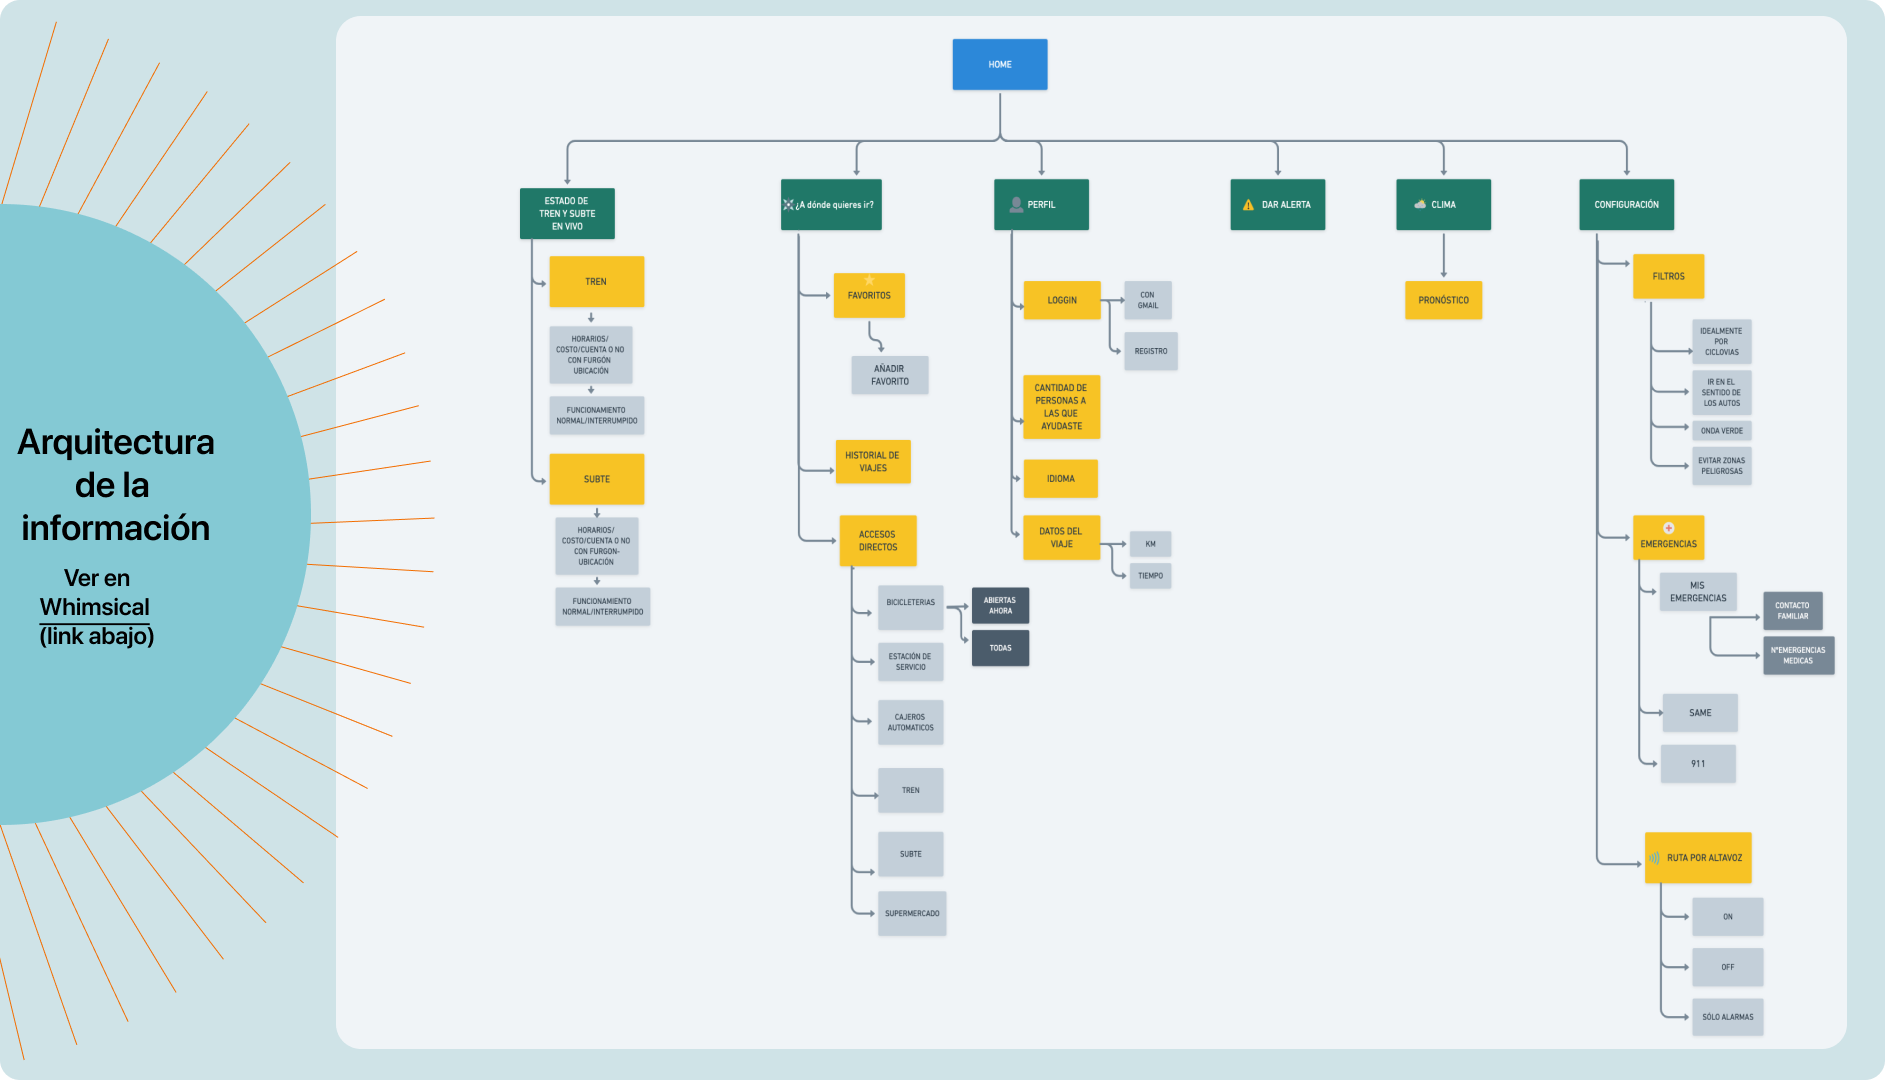 Arquitectura
de la
información
Ver en
Whimsical
(link abajo)
HOME
ESTADO DE
TREN Y SUBTE
EN VIVO
TREN
HORARIOS/
COSTO/CUENTA O NO
CON FURGÓN
UBICACIÓN
FUNCIONAMIENTO
NORMAL/INTERRUMPIDO
SUBTE
HORARIOS/
COSTO/CUENTA O NO
CON FURGON-
UBICACIÓN
FUNCIONAMIENTO
NORMAL/INTERRUMPIDO
¿A dónde quieres ir?
FAVORITOS
AÑADIR
FAVORITO
HISTORIAL DE
VIAJES
ACCESOS
DIRECTOS
BICICLETERIAS
ABIERTAS
AHORA
TODAS
ESTACIÓN DE
SERVICIO
CAJEROS
AUTOMATICOS
TREN
SUBTE
SUPERMERCADO
PERFIL
LOGGIN
CON
GMAIL
REGISTRO
CANTIDAD DE
PERSONAS A
LAS QUE
AYUDASTE
IDIOMA
DATOS DEL
VIAJE
KM
TIEMPO
DAR ALERTA
CLIMA
PRONÓSTICO
CONFIGURACIÓN
FILTROS
IDEALMENTE
POR
CICLOVIAS
IR EN EL
SENTIDO DE
LOS AUTOS
ONDA VERDE
EVITAR ZONAS
PELIGROSAS
EMERGENCIAS
MIS
EMERGENCIAS
CONTACTO
FAMILIAR
N°EMERGENCIAS
MEDICAS
SAME
911
RUTA POR ALTAVOZ
ON
OFF
SÓLO ALARMAS